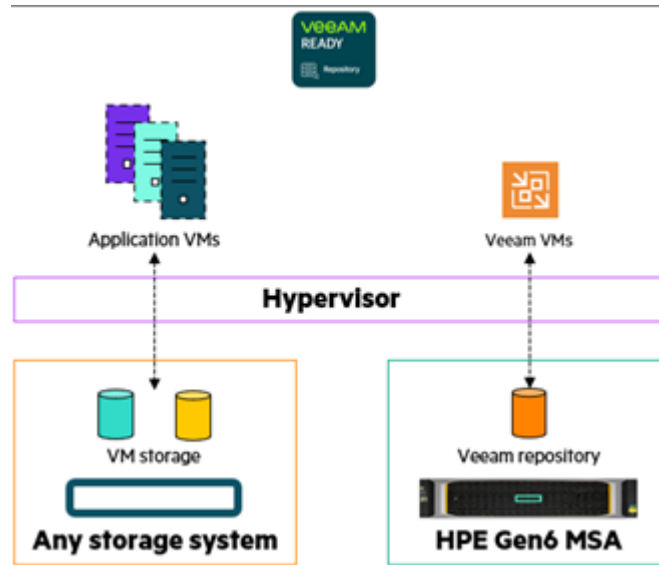 veeAM
READY
Repository
Application VMs
Veeam VMs
Hypervisor
VM storage
Veeam repository
Any storage system
HPE Gen6 MSA